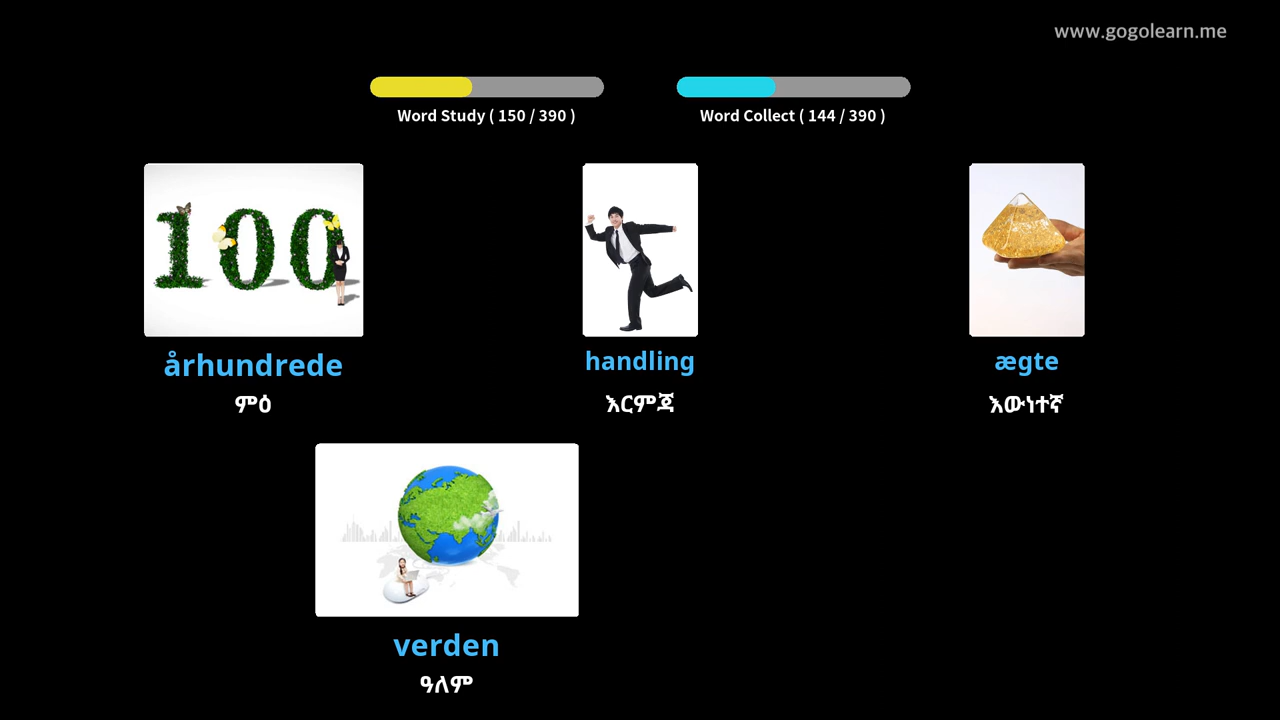 www.gogolearn.me
Word Study ( 150 / 390 )
Word Collect ( 144 / 390 )
100
århundrede
handling
ægte
ምዕ
እርምጃ
እውነተኛ
verden
ዓለም